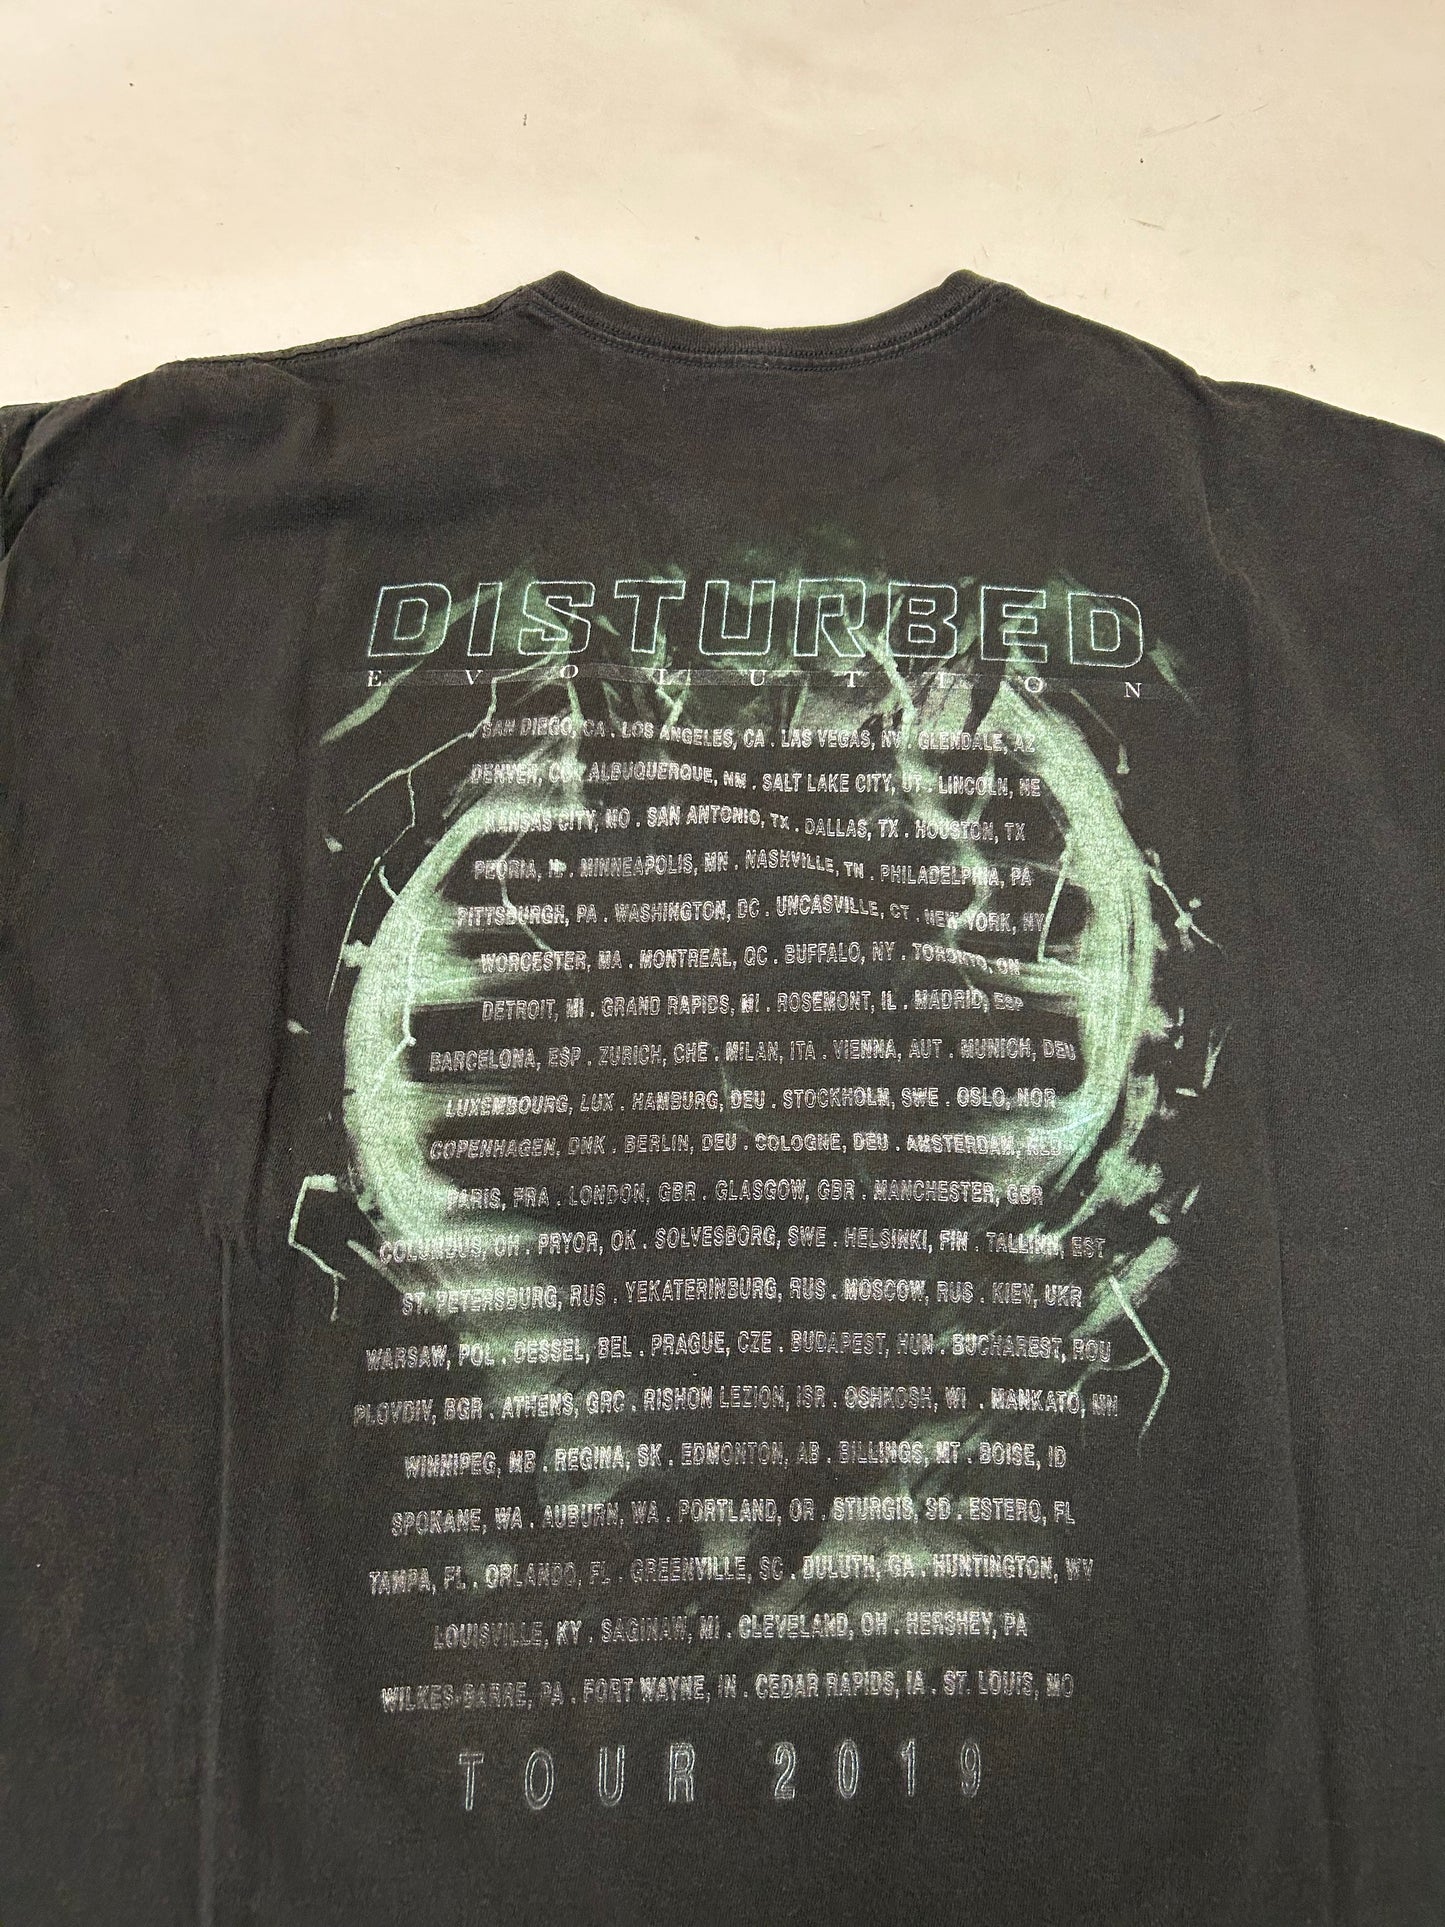 DISTURBED
EVOLUTION
SAN DIEGO, CA . LOS ANGELES, CA . LAS VEGAS, NV . GLENDALE, AZ
DENVER, CO . ALBUQUERQUE, NM . SALT LAKE CITY, UT . LINCOLN, NE
KANSAS CITY, MO . SAN ANTONIO, TX . DALLAS, TX . HOUSTON, TX
PEORIA, IL . MINNEAPOLIS, MN . NASHVILLE, TN . PHILADELPHIA, PA
PITTSBURGH, PA . WASHINGTON, DC . UNCASVILLE, CT . NEW YORK, NY
WORCESTER, MA . MONTREAL, QC . BUFFALO, NY . TORONTO, ON
DETROIT, MI . GRAND RAPIDS, MI . ROSEMONT, IL . MADRID, ESP
BARCELONA, ESP . ZURICH, CHE . MILAN, ITA . VIENNA, AUT . MUNICH, DEU
LUXEMBOURG, LUX . HAMBURG, DEU . STOCKHOLM, SWE . OSLO, NOR
COPENHAGEN, DNK . BERLIN, DEU . COLOGNE, DEU . AMSTERDAM, NLD
PARIS, FRA . LONDON, GBR . GLASGOW, GBR . MANCHESTER, GBR
COLUMBUS, OH . PRYOR, OK . SOLVESBORG, SWE . HELSINKI, FIN . TALLINN, EST
ST. PETERSBURG, RUS . YEKATERINBURG, RUS . MOSCOW, RUS . KIEV, UKR
WARSAW, POL . DESSEL, BEL . PRAGUE, CZE . BUDAPEST, HUN . BUCHAREST, ROU
PLOVDIV, BGR . ATHENS, GRC . RISHON LEZION, ISR . OSHKOSH, WI . MANKATO, MN
WINNIPEG, MB . REGINA, SK . EDMONTON, AB . BILLINGS, MT . BOISE, ID
SPOKANE, WA . AUBURN, WA . PORTLAND, OR . STURGIS, SD . ESTERO, FL
TAMPA, FL . ORLANDO, FL . GREENVILLE, SC . DULUTH, GA . HUNTINGTON, WV
LOUISVILLE, KY . SAGINAW, MI . CLEVELAND, OH . HERSHEY, PA
WILKES-BARRE, PA . FORT WAYNE, IN . CEDAR RAPIDS, IA . ST. LOUIS, MO
TOUR 2019